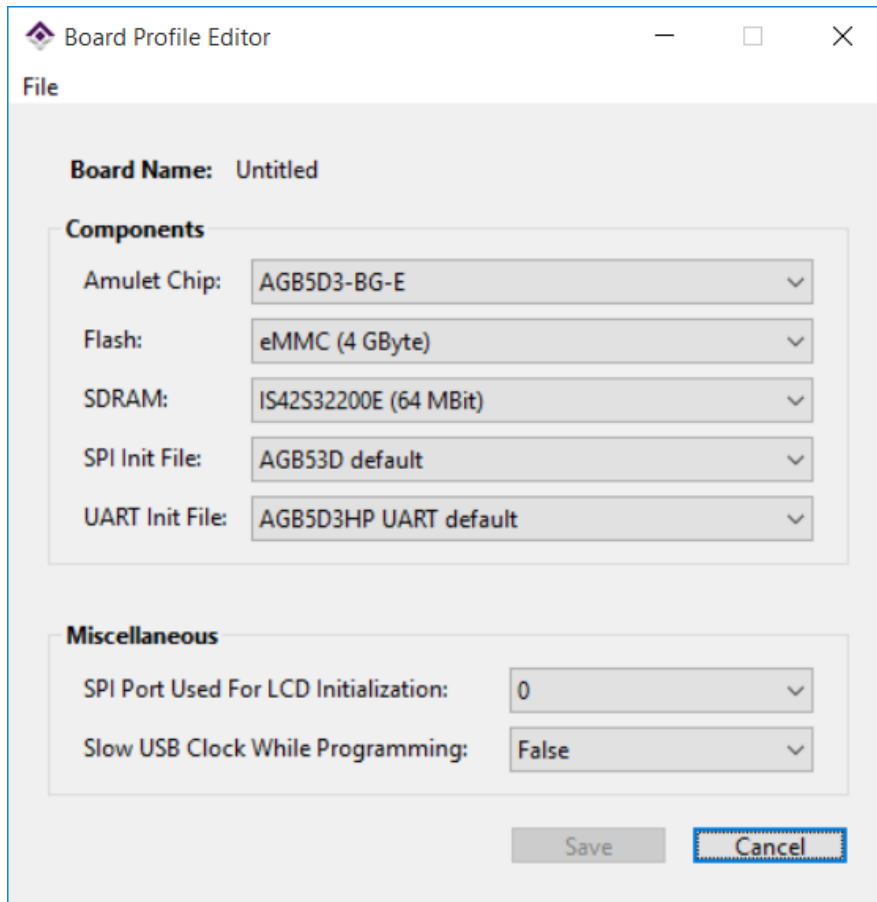 Board Profile Editor
File
Board Name: Untitled
Components
Amulet Chip: AGB5D3-BG-E
Flash: eMMC (4 GByte)
SDRAM: IS42S32200E (64 MBit)
SPI Init File: AGB53D default
UART Init File: AGB5D3HP UART default
Miscellaneous
SPI Port Used For LCD Initialization: 0
Slow USB Clock While Programming: False
Save Cancel